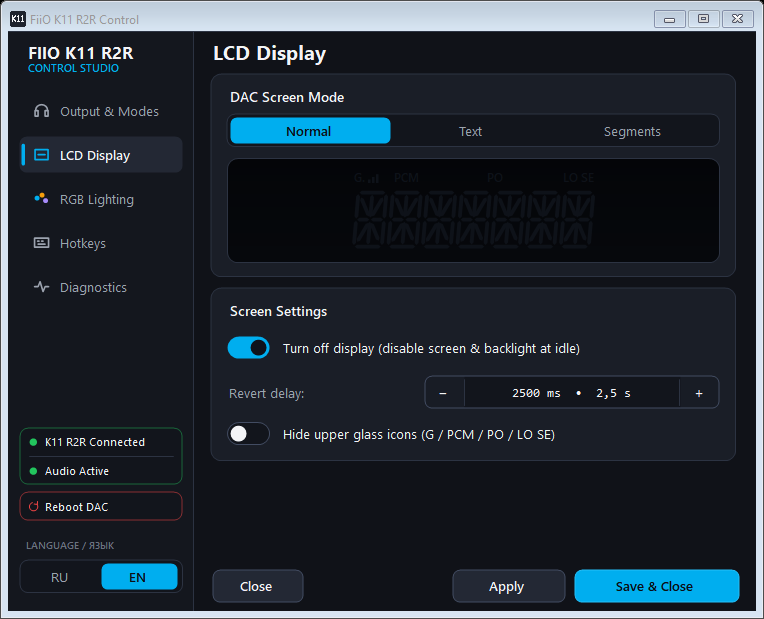 K11 FiiO K11 R2R Control
FIIO K11 R2R
CONTROL STUDIO
Output & Modes
LCD Display
RGB Lighting
Hotkeys
Diagnostics
K11 R2R Connected
Audio Active
Reboot DAC
LANGUAGE / ЯЗЫК
RU EN
LCD Display
DAC Screen Mode
Normal Text Segments
G. PCM PO LO SE
Screen Settings
Turn off display (disable screen & backlight at idle)
Revert delay: − 2500 ms • 2,5 s +
Hide upper glass icons (G / PCM / PO / LO SE)
Close Apply Save & Close